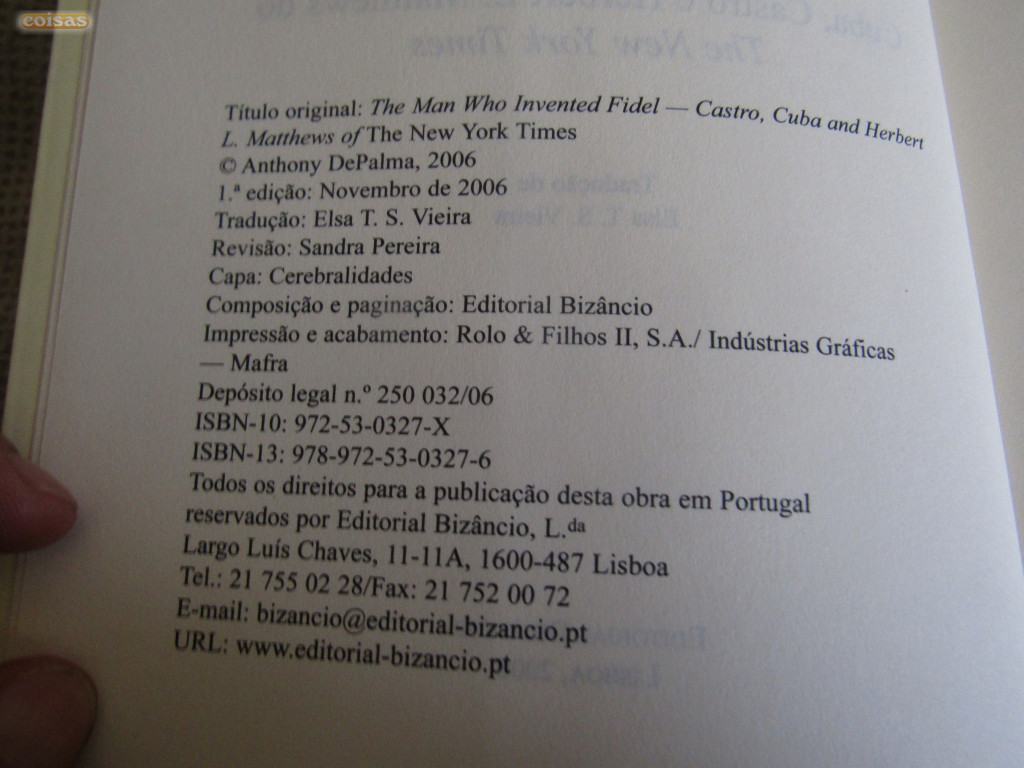 coisas
Título original: The Man Who Invented Fidel — Castro, Cuba and Herbert
L. Matthews of The New York Times
© Anthony DePalma, 2006
1.ª edição: Novembro de 2006
Tradução: Elsa T. S. Vieira
Revisão: Sandra Pereira
Capa: Cerebralidades
Composição e paginação: Editorial Bizâncio
Impressão e acabamento: Rolo & Filhos II, S.A./ Indústrias Gráficas
— Mafra
Depósito legal n.º 250 032/06
ISBN-10: 972-53-0327-X
ISBN-13: 978-972-53-0327-6
Todos os direitos para a publicação desta obra em Portugal
reservados por Editorial Bizâncio, L.da
Largo Luís Chaves, 11-11A, 1600-487 Lisboa
Tel.: 21 755 02 28/Fax: 21 752 00 72
E-mail: bizancio@editorial-bizancio.pt
URL: www.editorial-bizancio.pt